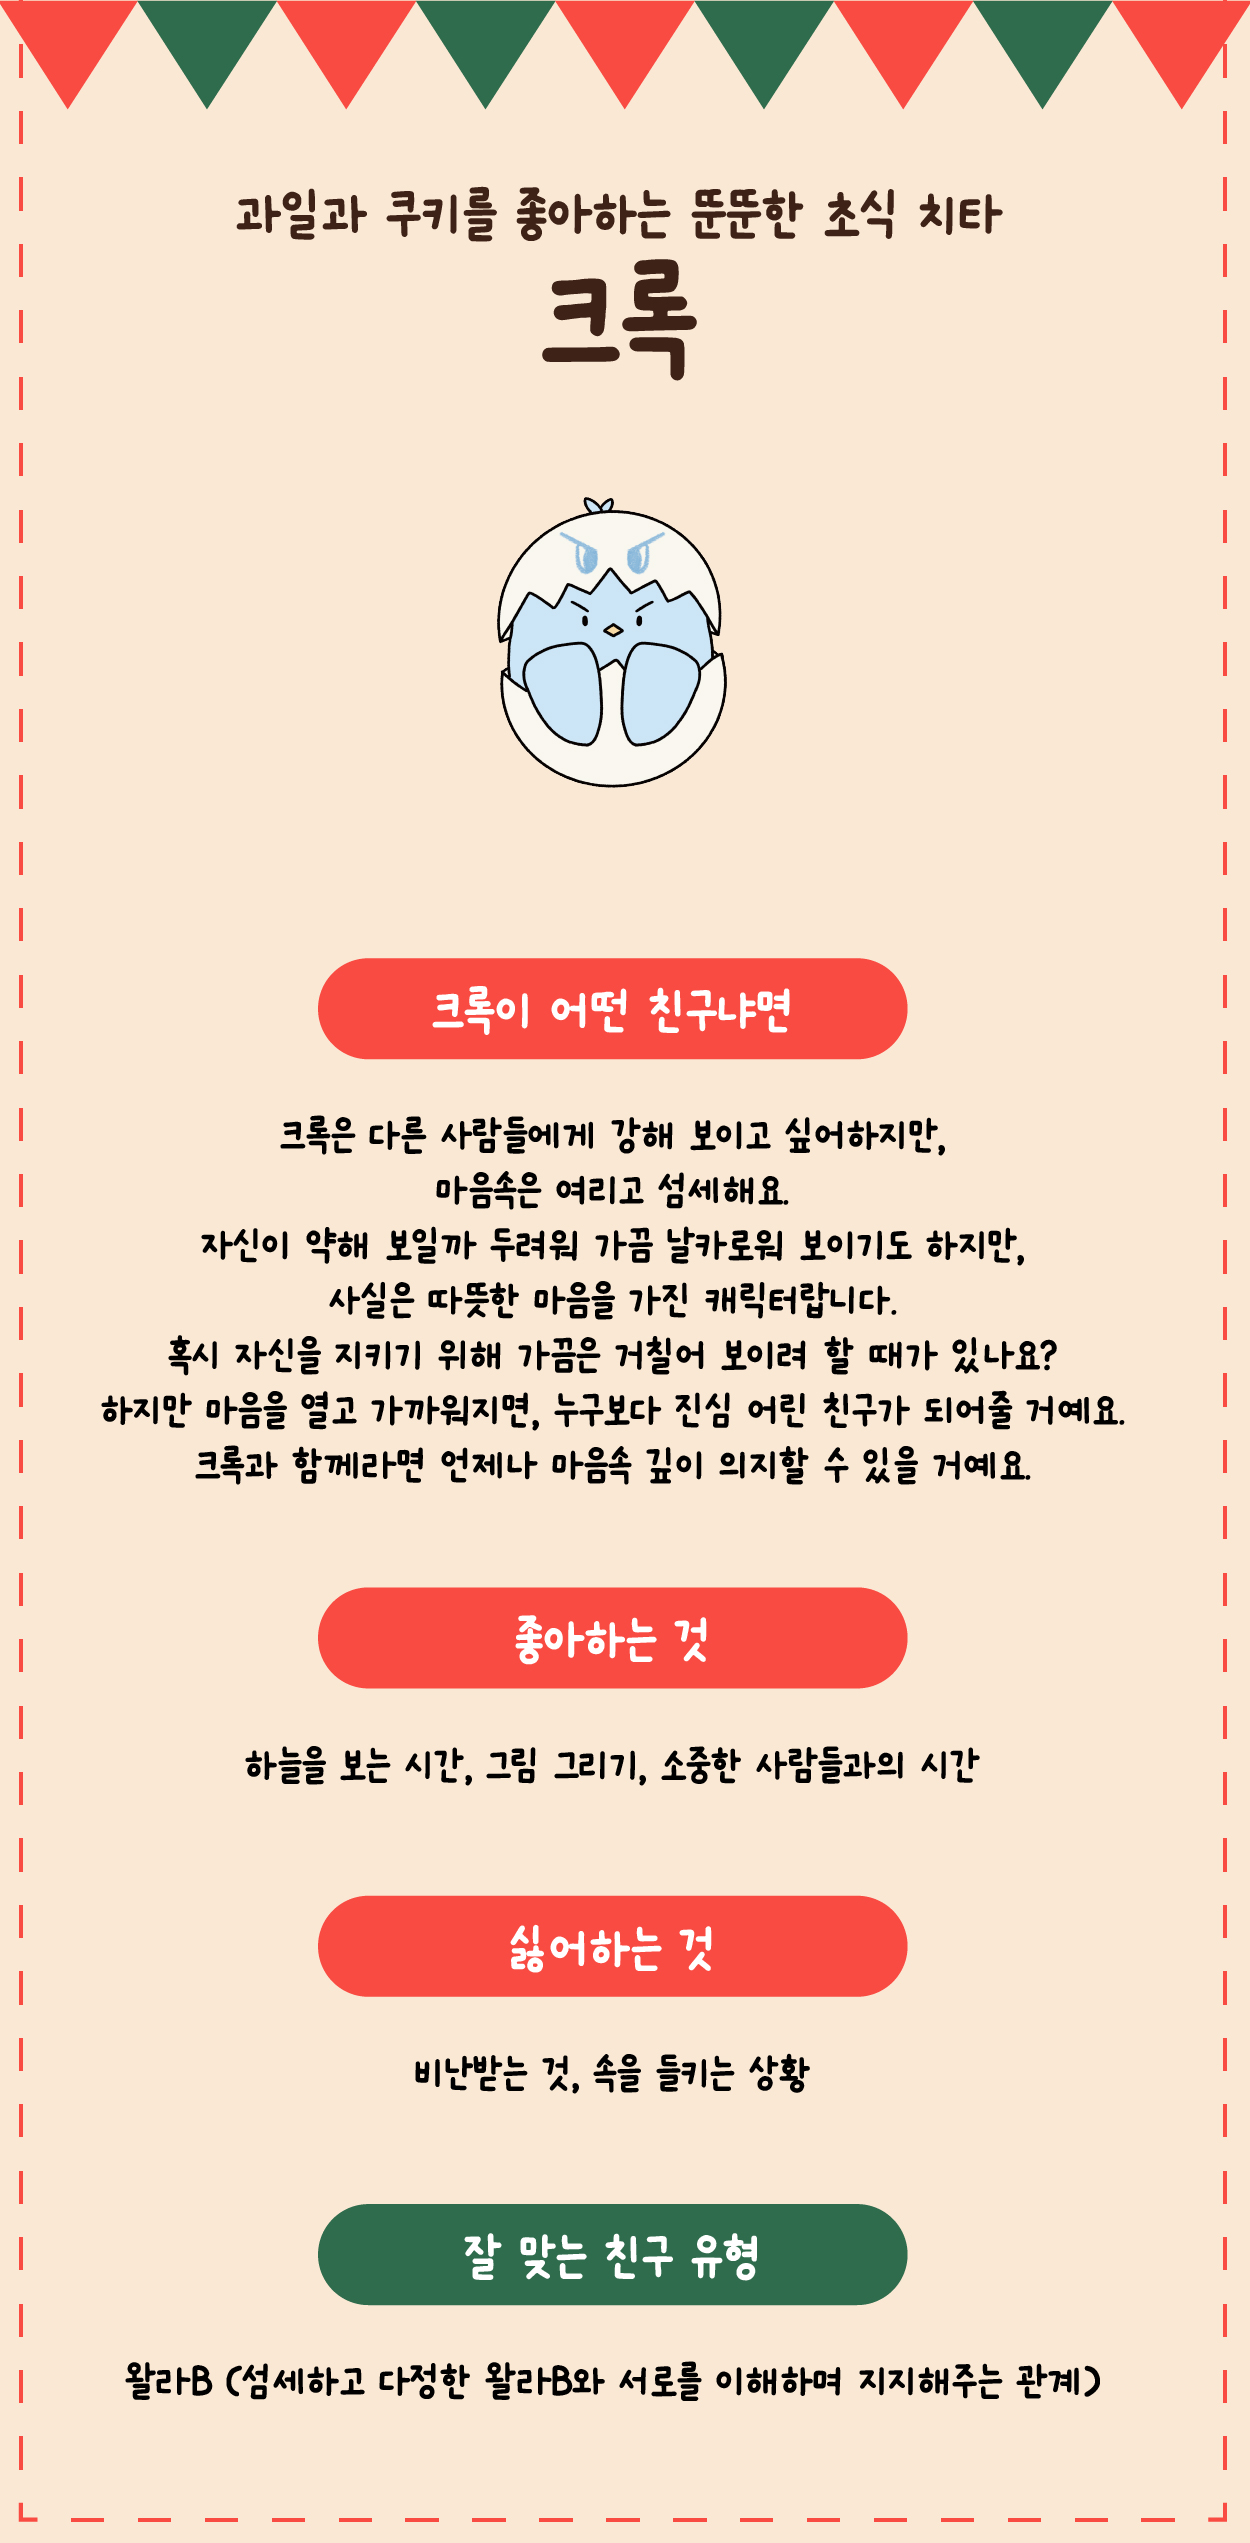 과일과 쿠키를 좋아하는 뚠뚠한 초식 치타
크록
크록이 어떤 친구냐면
크록은 다른 사람들에게 강해 보이고 싶어하지만,
마음속은 여리고 섬세해요.
자신이 약해 보일까 두려워 가끔 날카로워 보이기도 하지만,
사실은 따뜻한 마음을 가진 캐릭터랍니다.
혹시 자신을 지키기 위해 가끔은 거칠어 보이려 할 때가 있나요?
하지만 마음을 열고 가까워지면, 누구보다 진심 어린 친구가 되어줄 거예요.
크록과 함께라면 언제나 마음속 깊이 의지할 수 있을 거예요.
좋아하는 것
하늘을 보는 시간, 그림 그리기, 소중한 사람들과의 시간
싫어하는 것
비난받는 것, 속을 들키는 상황
잘 맞는 친구 유형
왈라B (섬세하고 다정한 왈라B와 서로를 이해하며 지지해주는 관계)